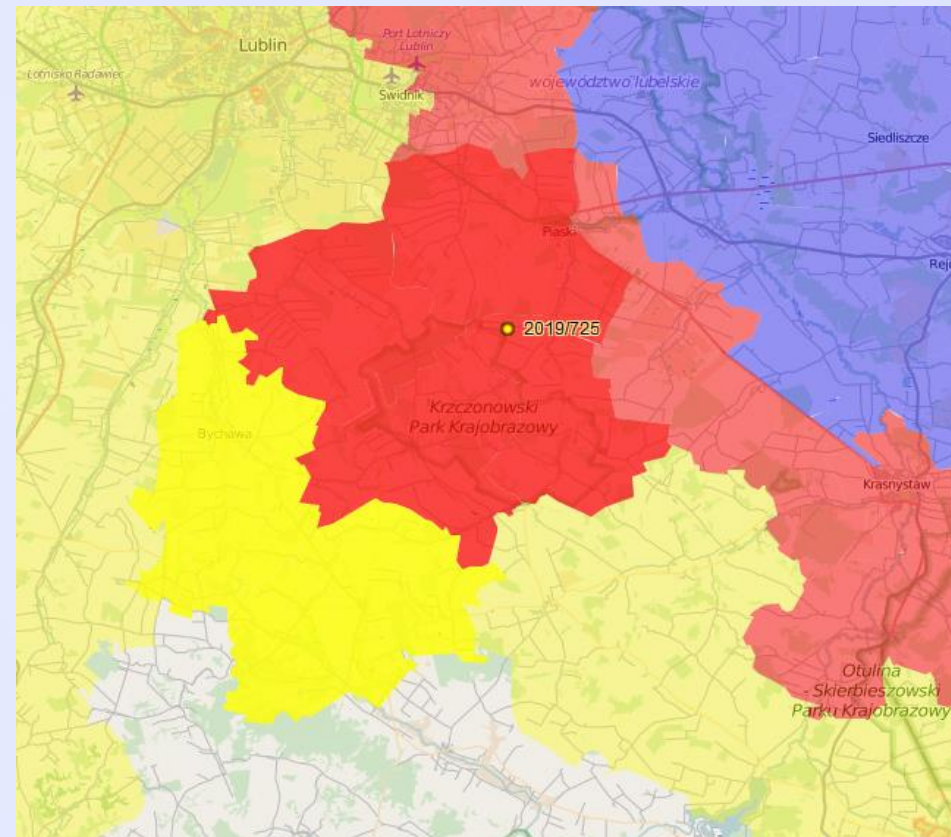 Lublin
Port Lotniczy
Lublin
Lotnisko Radawiec
Świdnik
województwo lubelskie
Siedliszcze
Piaski
Rejo
2019/725
Krzczonowski
Park Krajobrazowy
Bychawa
Krasnystaw
Otulina
- Skierbieszowski
Parku Krajobrazowy